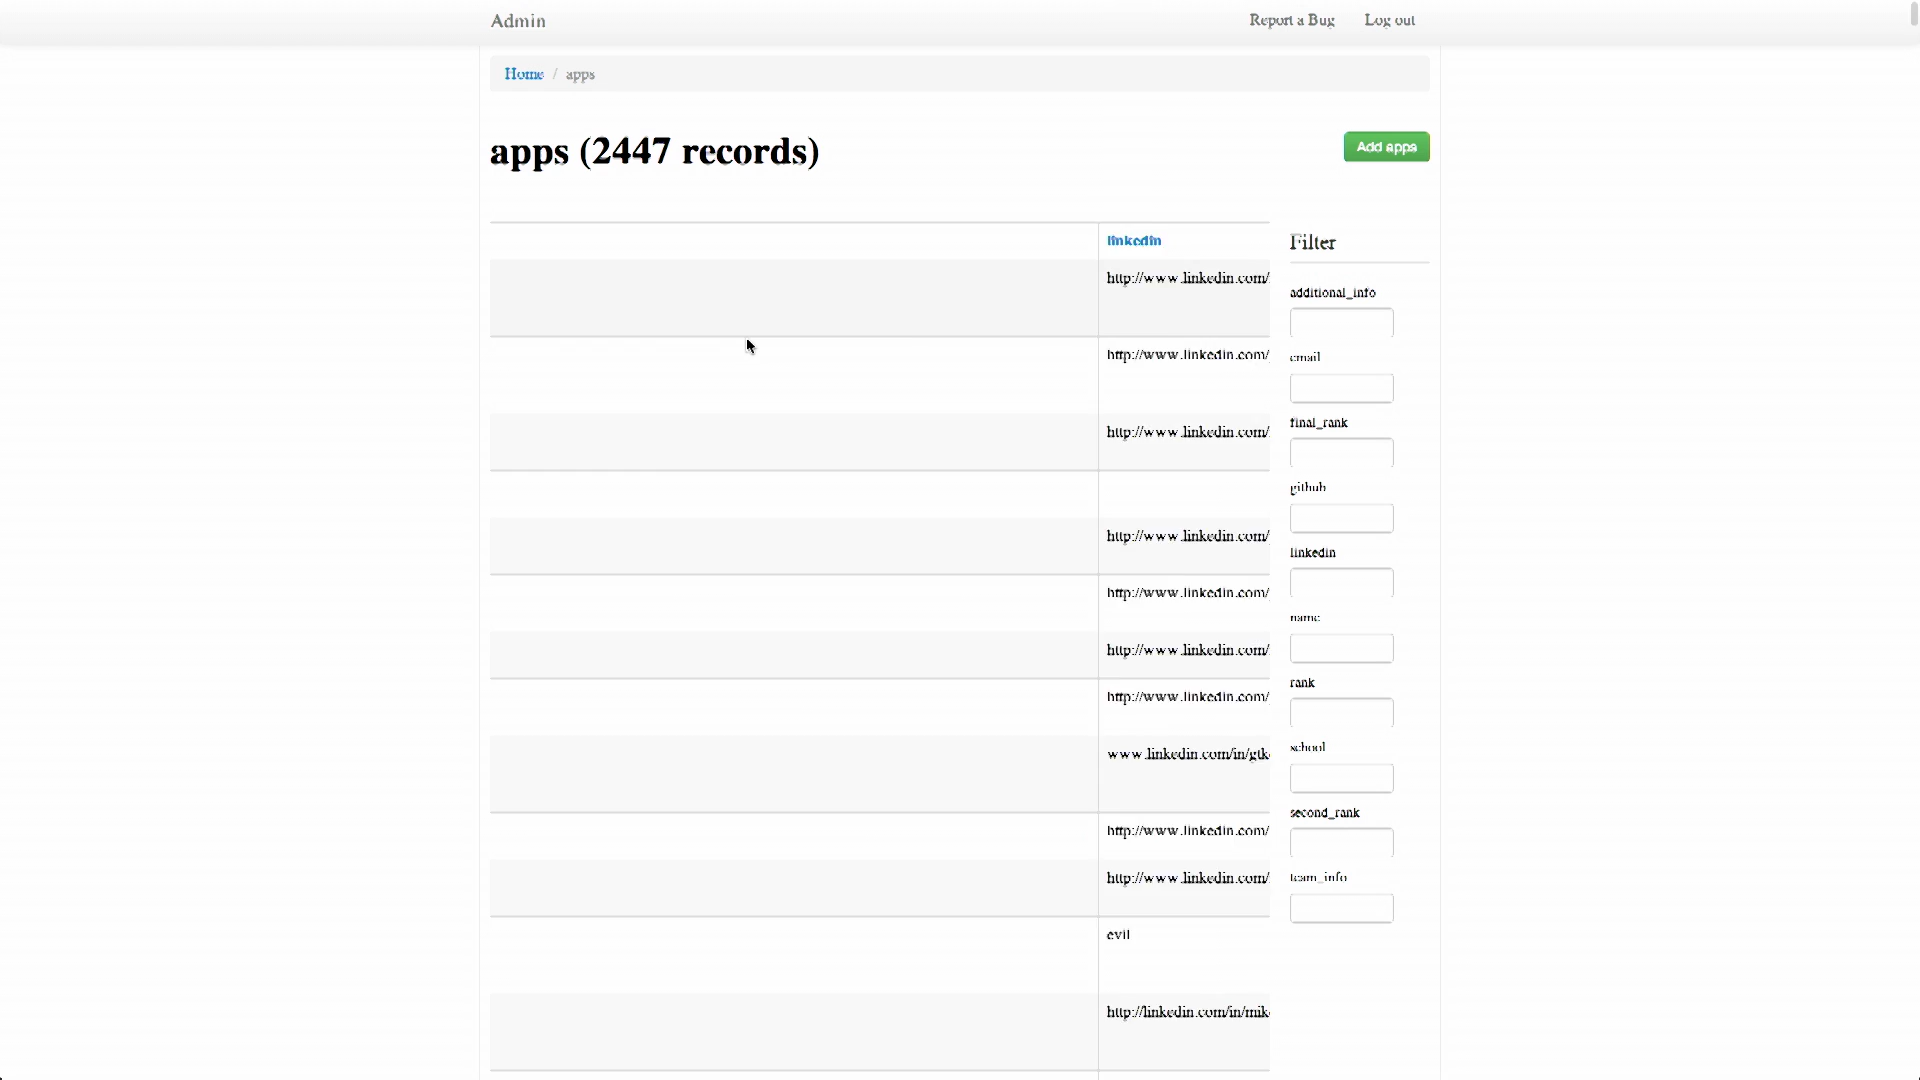 Admin
Report a Bug
Log out
Home / apps
apps (2447 records)
Add apps
linkedin
http://www.linkedin.com/
http://www.linkedin.com/
http://www.linkedin.com/
http://www.linkedin.com/
http://www.linkedin.com/
http://www.linkedin.com/
http://www.linkedin.com/
www.linkedin.com/in/gtk
http://www.linkedin.com/
http://www.linkedin.com/
evil
http://linkedin.com/in/mik
Filter
additional_info
email
final_rank
github
linkedin
name
rank
school
second_rank
team_info